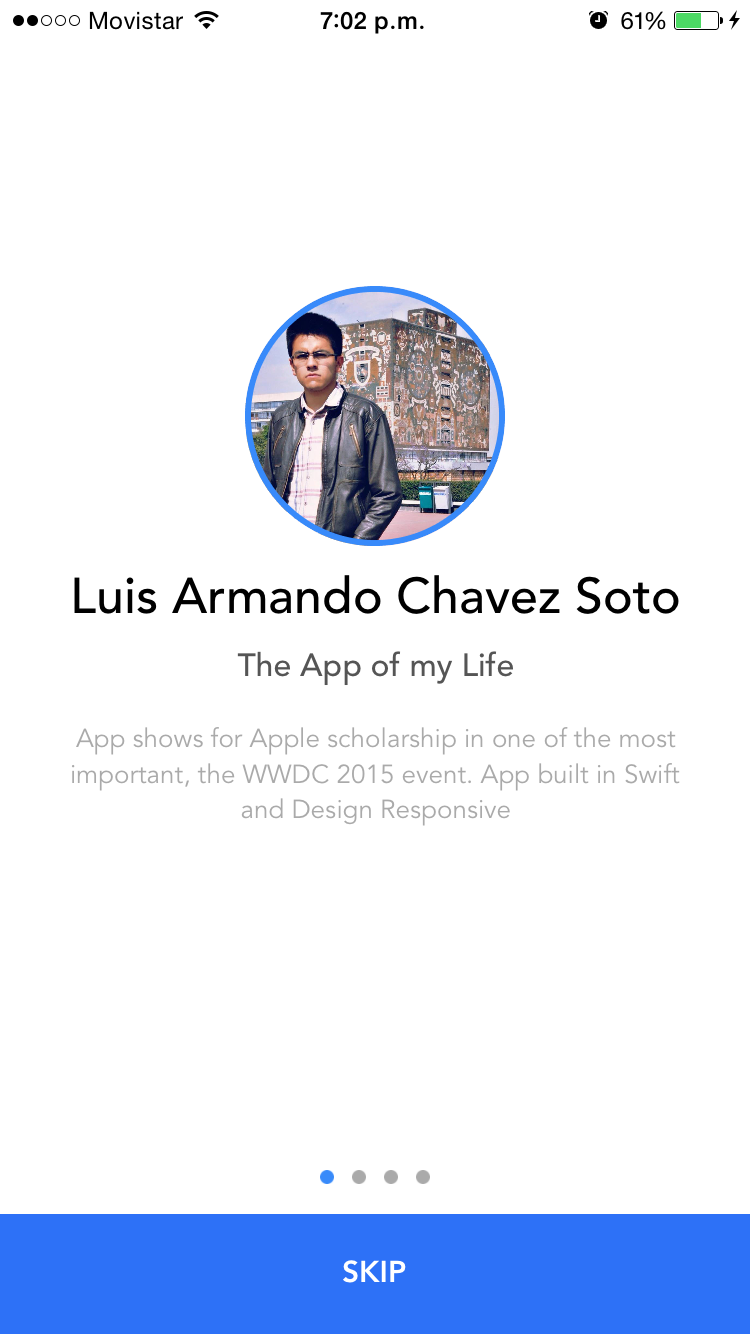 Movistar 7:02 p.m. 61%
Luis Armando Chavez Soto
The App of my Life
App shows for Apple scholarship in one of the most
important, the WWDC 2015 event. App built in Swift
and Design Responsive
SKIP